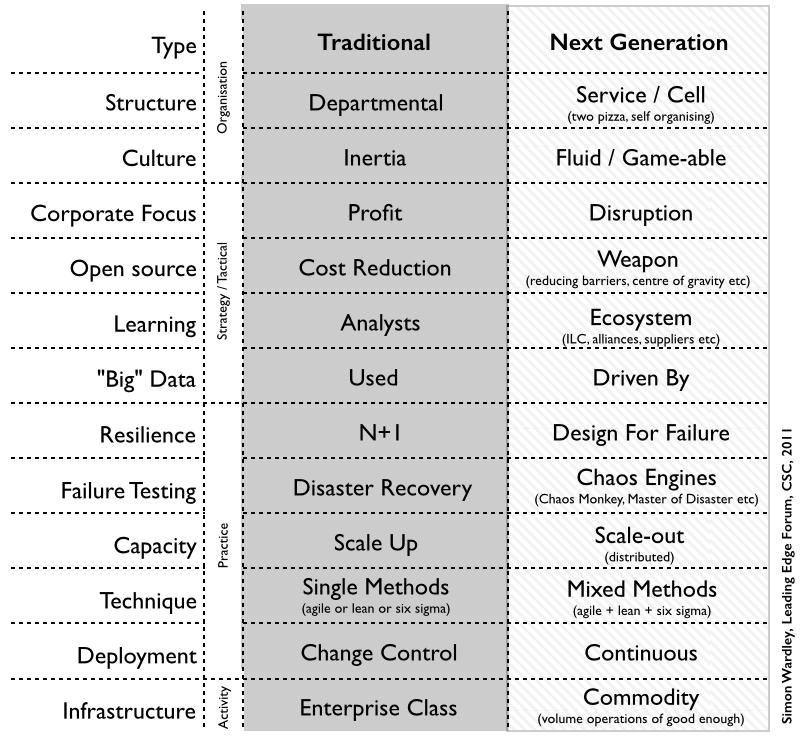 Type Traditional Next Generation
Organisation
Structure Departmental Service / Cell
(two pizza, self organising)
Culture Inertia Fluid / Game-able
Corporate Focus Profit Disruption
Strategy / Tactical
Open source Cost Reduction Weapon
(reducing barriers, centre of gravity etc)
Learning Analysts Ecosystem
(ILC, alliances, suppliers etc)
"Big" Data Used Driven By
Resilience N+1 Design For Failure
Practice
Failure Testing Disaster Recovery Chaos Engines
(Chaos Monkey, Master of Disaster etc)
Capacity Scale Up Scale-out
(distributed)
Technique Single Methods Mixed Methods
(agile or lean or six sigma) (agile + lean + six sigma)
Deployment Change Control Continuous
Activity
Infrastructure Enterprise Class Commodity
(volume operations of good enough)
Simon Wardley, Leading Edge Forum, CSC, 2011